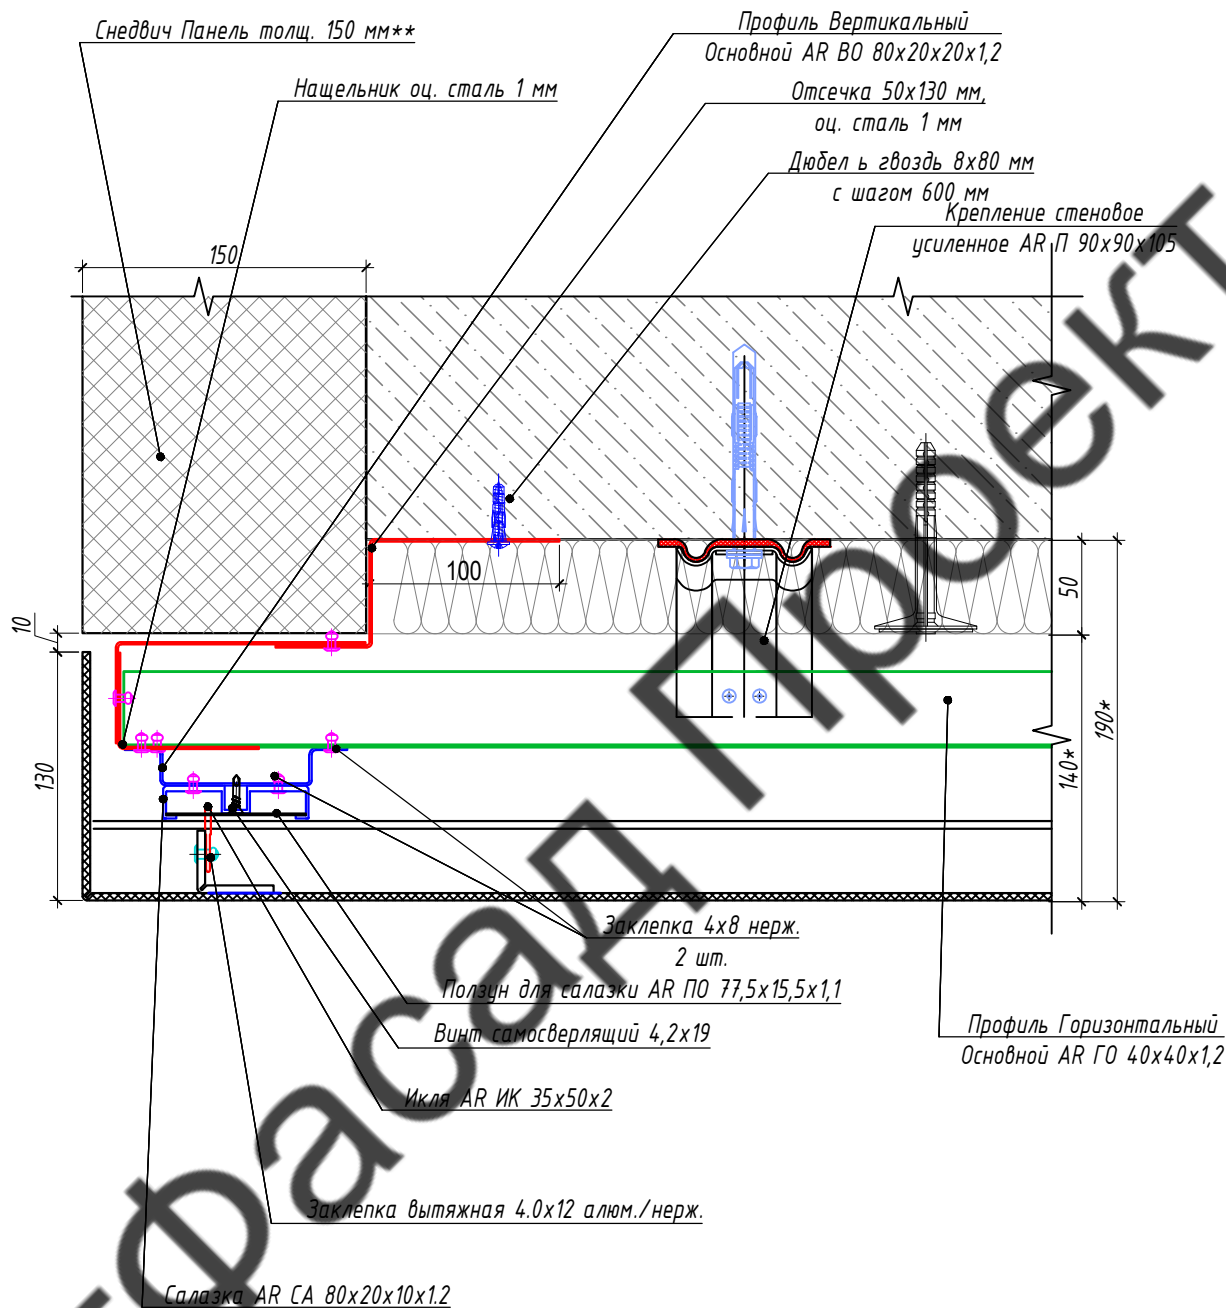 Снедвич Панель толщ. 150 мм**
Профиль Вертикальный
Основной AR ВО 80х20х20х1,2
Нащельник оц. сталь 1 мм
Отсечка 50х130 мм,
оц. сталь 1 мм
Дюбел ь гвоздь 8х80 мм
с шагом 600 мм
Крепление стеновое
усиленное AR П 90х90х105
150
100
50
10
130
140*
190*
Заклепка 4х8 нерж.
2 шт.
Ползун для салазки AR ПО 77,5х15,5х1,1
Винт самосверлящий 4,2х19
Профиль Горизонтальный
Основной AR ГО 40х40х1,2
Икля AR ИК 35х50х2
Заклепка вытяжная 4.0х12 алюм./нерж.
Салазка AR СА 80х20х10х1.2
Фасад Проект